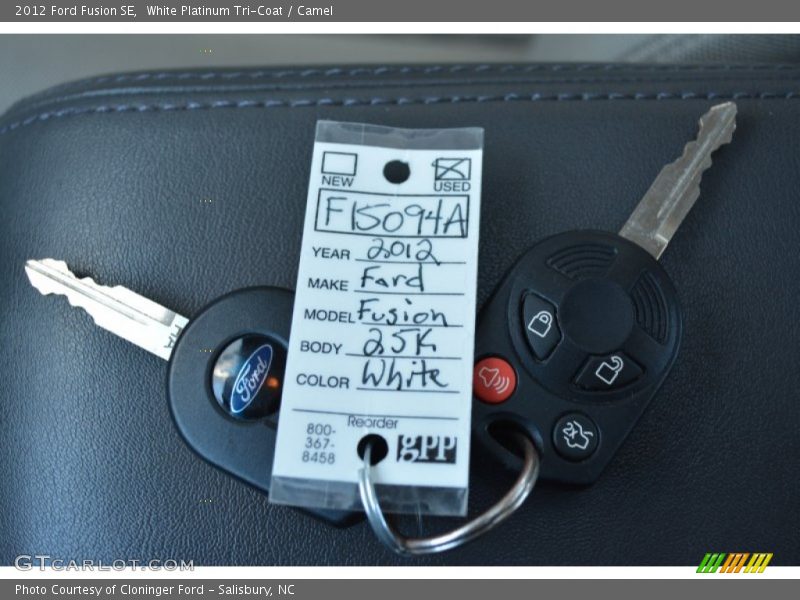 2012 Ford Fusion SE, White Platinum Tri-Coat / Camel
NEW USED
F15094A
YEAR 2012
MAKE Ford
MODEL Fusion
BODY 25K
COLOR White
Reorder
800-
367-
8458
gpp
Ford
GTCARLOT.COM
Photo Courtesy of Cloninger Ford – Salisbury, NC